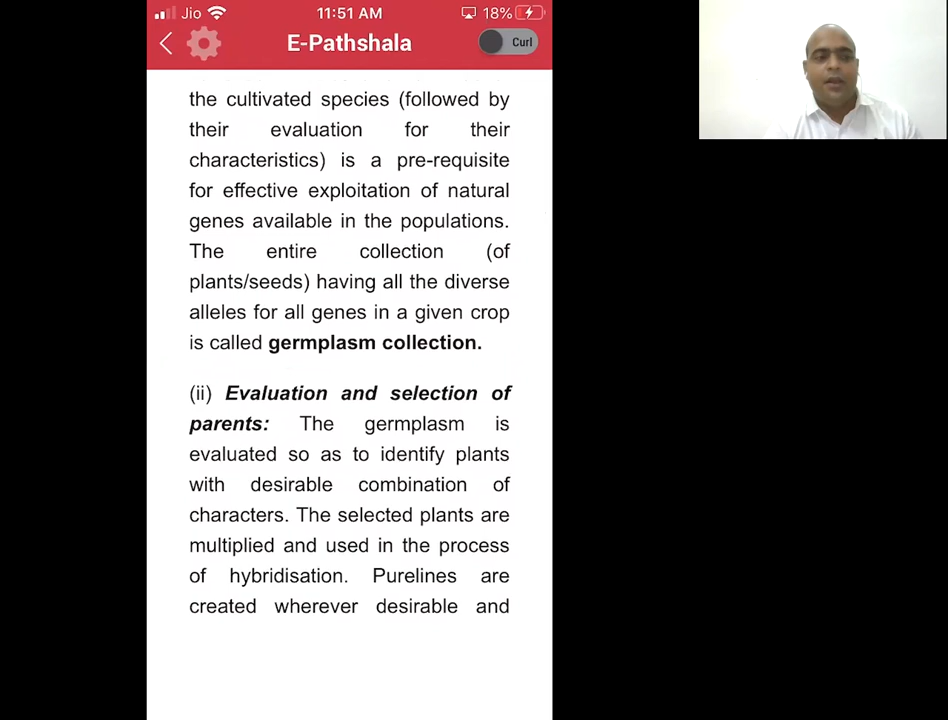 Jio 11:51 AM 18%
E-Pathshala Curl
the cultivated species (followed by
their evaluation for their
characteristics) is a pre-requisite
for effective exploitation of natural
genes available in the populations.
The entire collection (of
plants/seeds) having all the diverse
alleles for all genes in a given crop
is called germplasm collection.
(ii) Evaluation and selection of
parents: The germplasm is
evaluated so as to identify plants
with desirable combination of
characters. The selected plants are
multiplied and used in the process
of hybridisation. Purelines are
created wherever desirable and